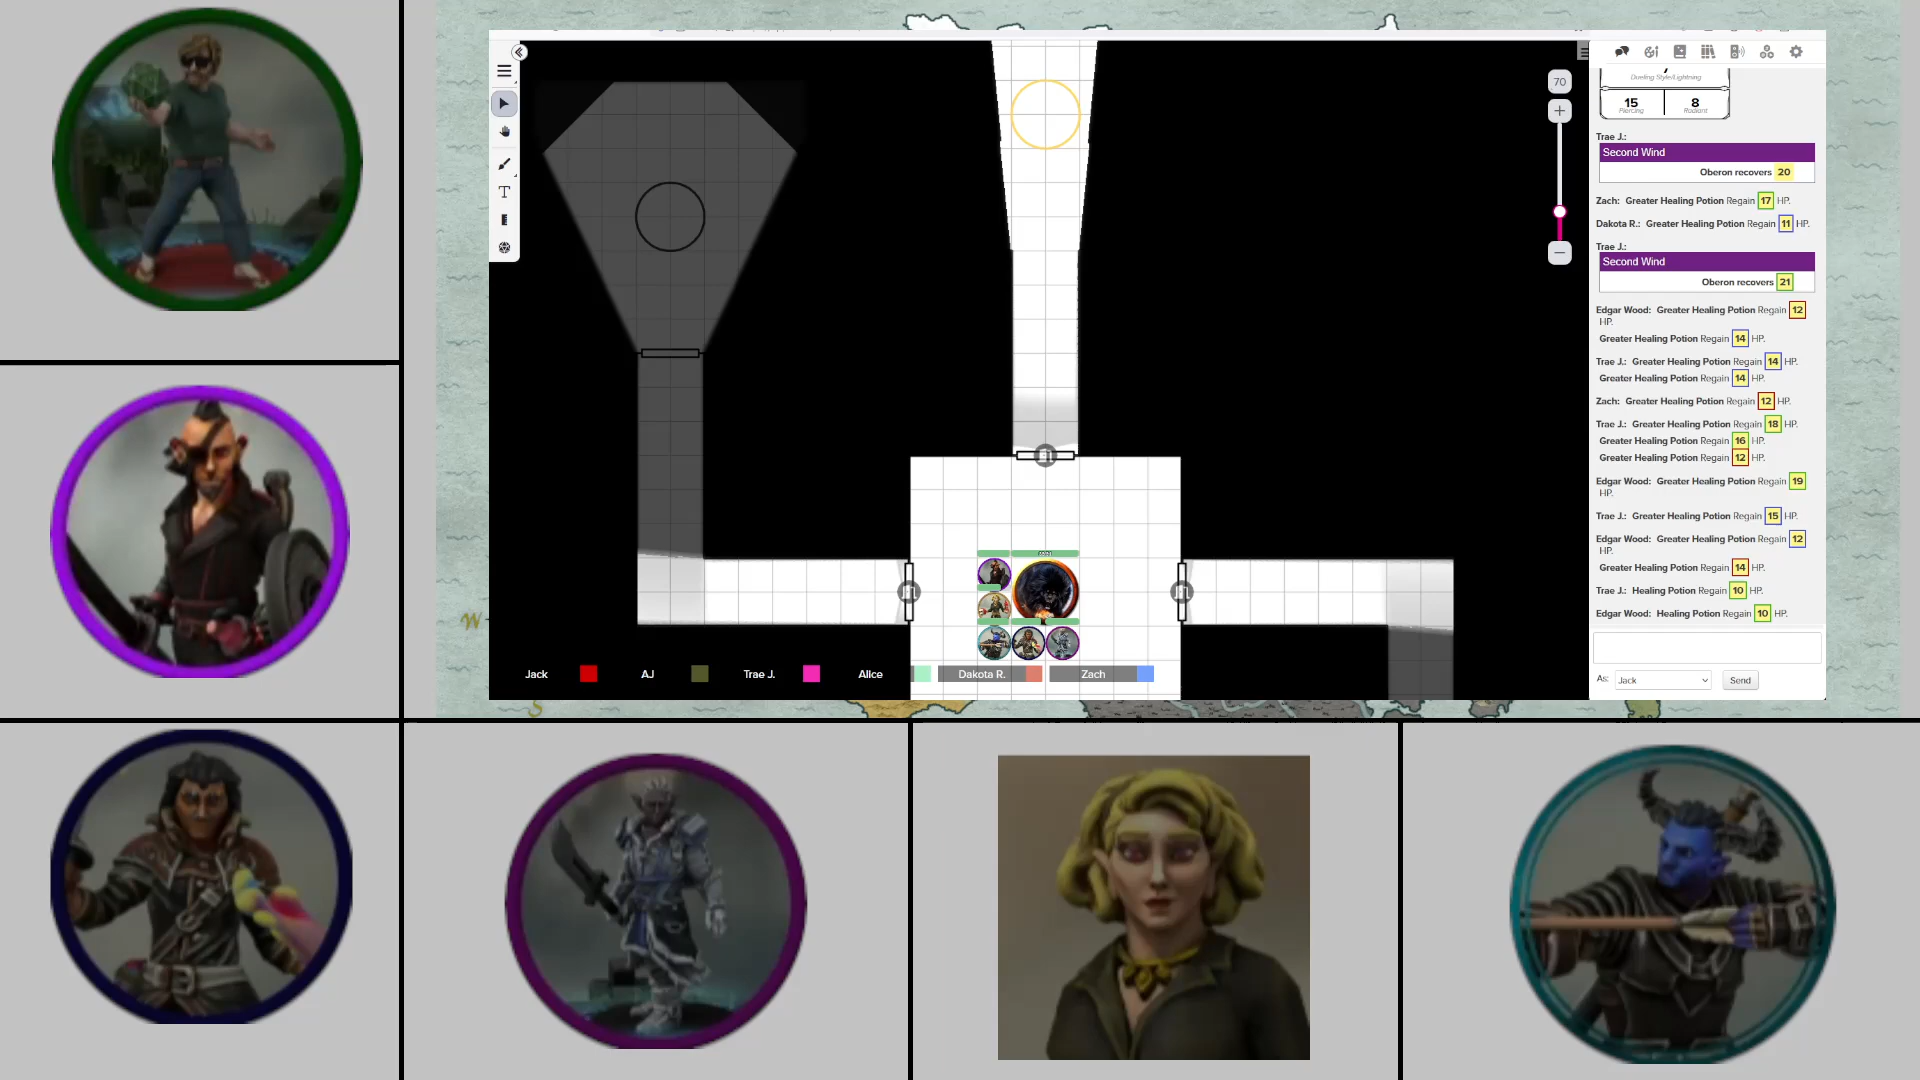 70
Dueling Style/Lightning
15
8
Piercing
Radiant
Trae J.:
Second Wind
Oberon recovers 20
Zach: Greater Healing Potion Regain 17 HP.
Dakota R.: Greater Healing Potion Regain 11 HP.
Trae J.:
Second Wind
Oberon recovers 21
Edgar Wood: Greater Healing Potion Regain 12
HP.
Greater Healing Potion Regain 14 HP.
Trae J.: Greater Healing Potion Regain 14 HP.
Greater Healing Potion Regain 14 HP.
Zach: Greater Healing Potion Regain 12 HP.
Trae J.: Greater Healing Potion Regain 18 HP.
Greater Healing Potion Regain 16 HP.
Greater Healing Potion Regain 12 HP.
Edgar Wood: Greater Healing Potion Regain 19
HP.
Trae J.: Greater Healing Potion Regain 15 HP.
Edgar Wood: Greater Healing Potion Regain 12
HP.
Greater Healing Potion Regain 14 HP.
Trae J.: Healing Potion Regain 10 HP.
Edgar Wood: Healing Potion Regain 10 HP.
As: Jack Send
Jack AJ Trae J. Alice Dakota R. Zach
W
S